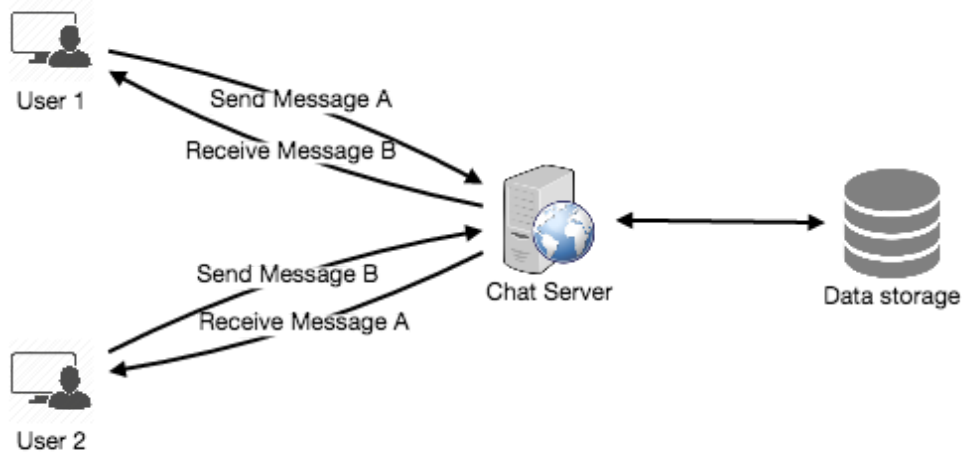 User 1
Send Message A
Receive Message B
Chat Server
Data storage
Send Message B
Receive Message A
User 2